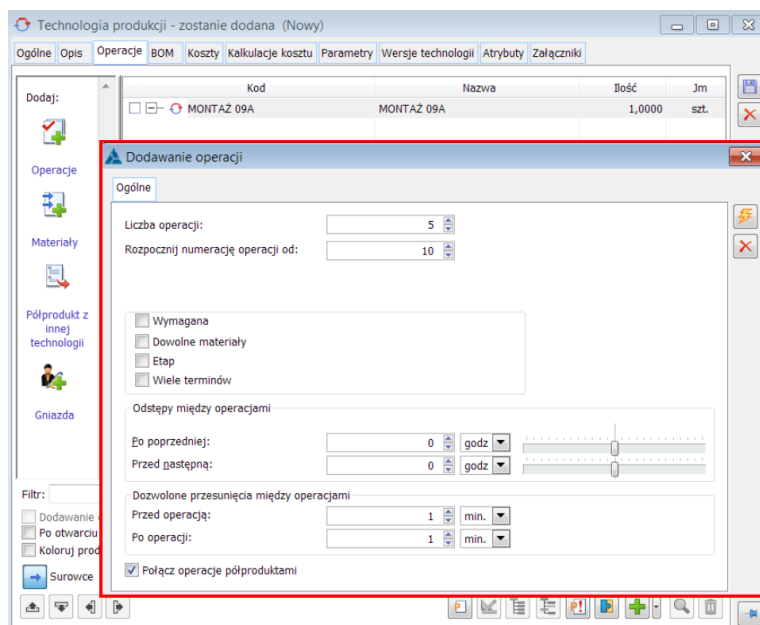 Technologia produkcji - zostanie dodana (Nowy)
Ogólne Opis Operacje BOM Koszty Kalkulacje kosztu Parametry Wersje technologii Atrybuty Załączniki
Dodaj:
Kod Nazwa Ilość Jm
MONTAŻ 09A MONTAŻ 09A 1,0000 szt.
Operacje
Materiały
Półprodukt z
innej
technologii
Gniazda
Filtr:
Dodawanie
Po otwarciu
Koloruj prod
Surowce
Dodawanie operacji
Ogólne
Liczba operacji: 5
Rozpocznij numerację operacji od: 10
Wymagana
Dowolne materiały
Etap
Wiele terminów
Odstępy między operacjami
Po poprzedniej: 0 godz
Przed następną: 0 godz
Dozwolone przesunięcia między operacjami
Przed operacją: 1 min.
Po operacji: 1 min.
Połącz operacje półproduktami